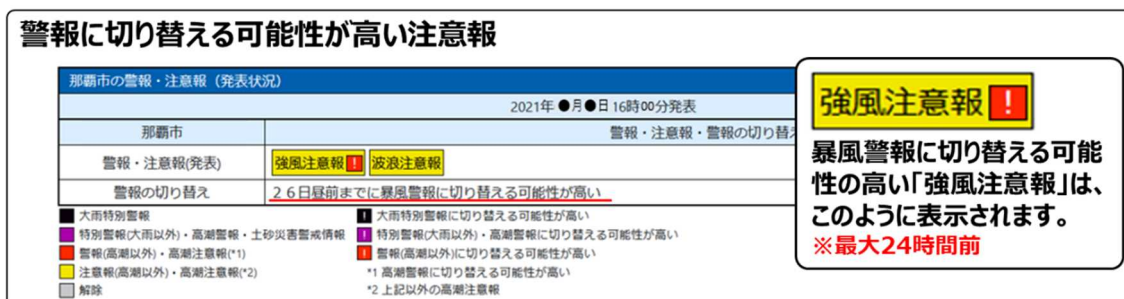 警報に切り替える可能性が高い注意報
那覇市の警報・注意報（発表状況）
2021年 ●月●日 16時00分発表
那覇市
警報・注意報・警報の切り替
警報・注意報(発表)
強風注意報! 波浪注意報
警報の切り替え
２６日昼前までに暴風警報に切り替える可能性が高い
大雨特別警報
! 大雨特別警報に切り替える可能性が高い
特別警報(大雨以外)・高潮警報・土砂災害警戒情報
! 特別警報(大雨以外)・高潮警報に切り替える可能性が高い
警報(高潮以外)・高潮注意報(*1)
! 警報(高潮以外)に切り替える可能性が高い
注意報(高潮以外)・高潮注意報(*2)
*1 高潮警報に切り替える可能性が高い
解除
*2 上記以外の高潮注意報
強風注意報!
暴風警報に切り替える可能
性の高い「強風注意報」は、
このように表示されます。
※最大24時間前